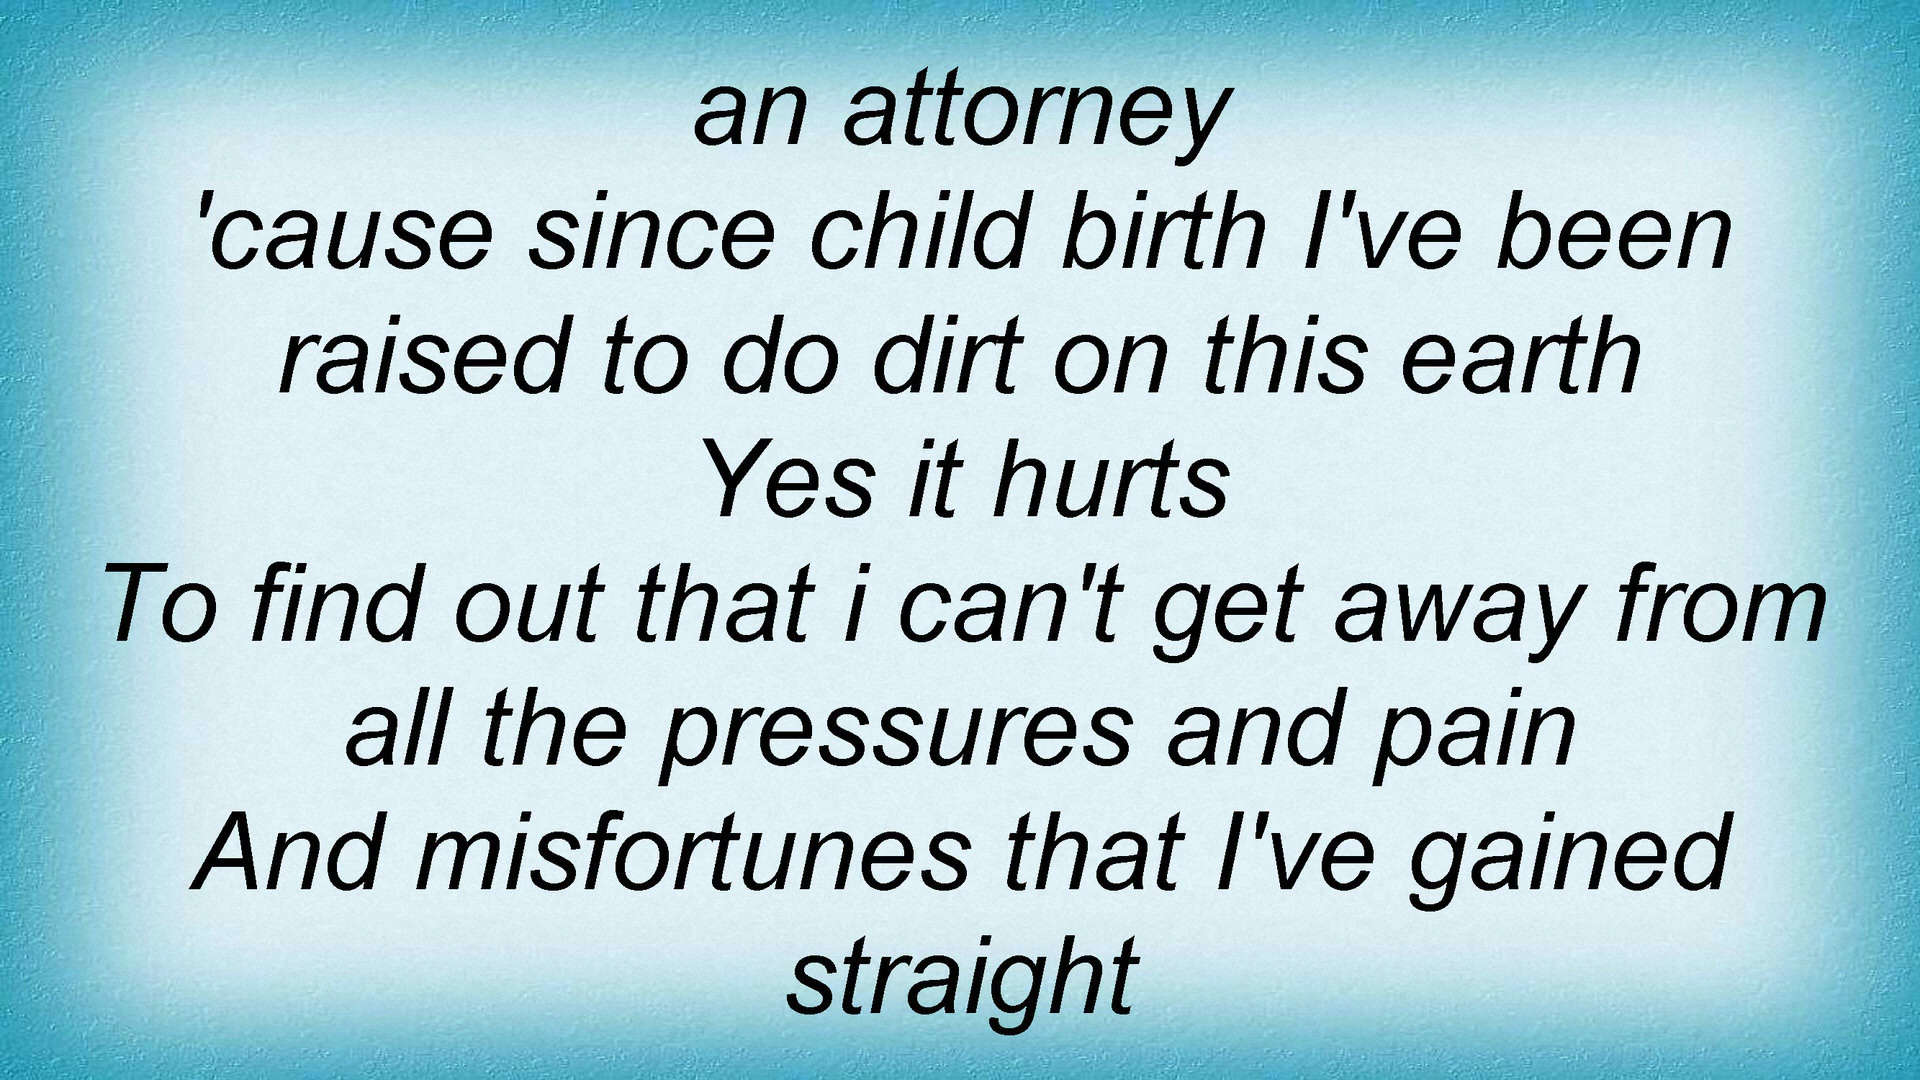 an attorney
'cause since child birth I've been
raised to do dirt on this earth
Yes it hurts
To find out that i can't get away from
all the pressures and pain
And misfortunes that I've gained
straight